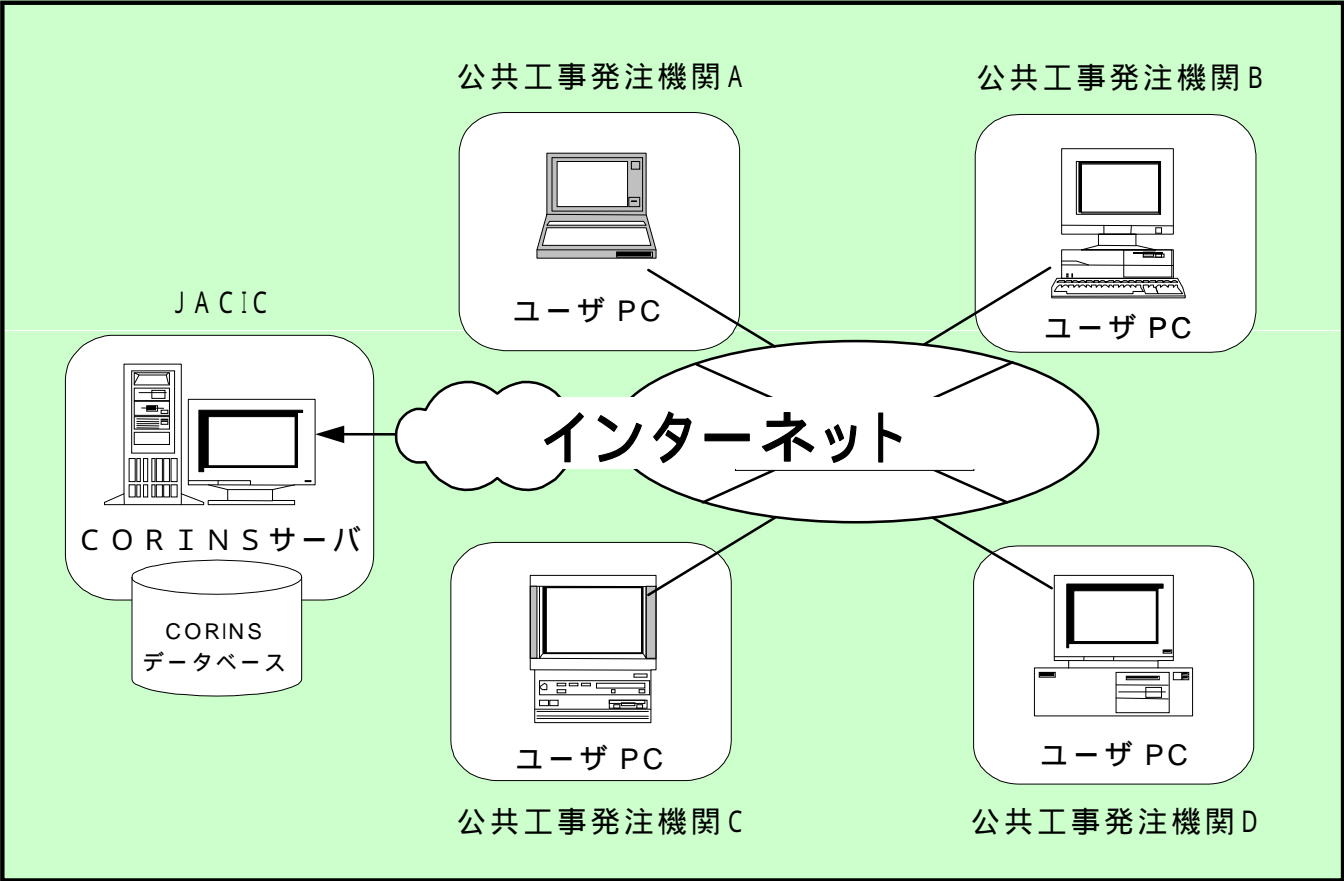 公共工事発注機関A
公共工事発注機関B
ユーザ PC
ユーザ PC
JACIC
インターネット
CORINSサーバ
CORINS
データベース
ユーザ PC
ユーザ PC
公共工事発注機関C
公共工事発注機関D